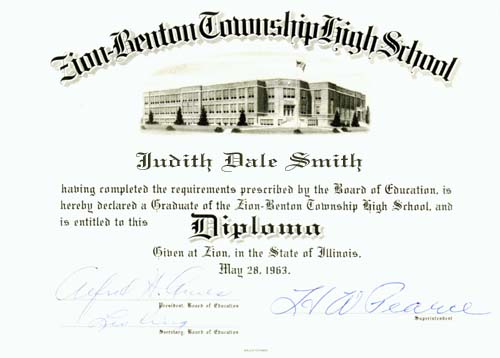 Zion-Benton Township High School
Judith Dale Smith
having completed the requirements prescribed by the Board of Education, is
hereby declared a Graduate of the Zion-Benton Township High School, and
is entitled to this Diploma
Given at Zion, in the State of Illinois,
May 28, 1963.
Alfred H.
President, Board of Education
H W Pearce
Superintendent
Secretary, Board of Education